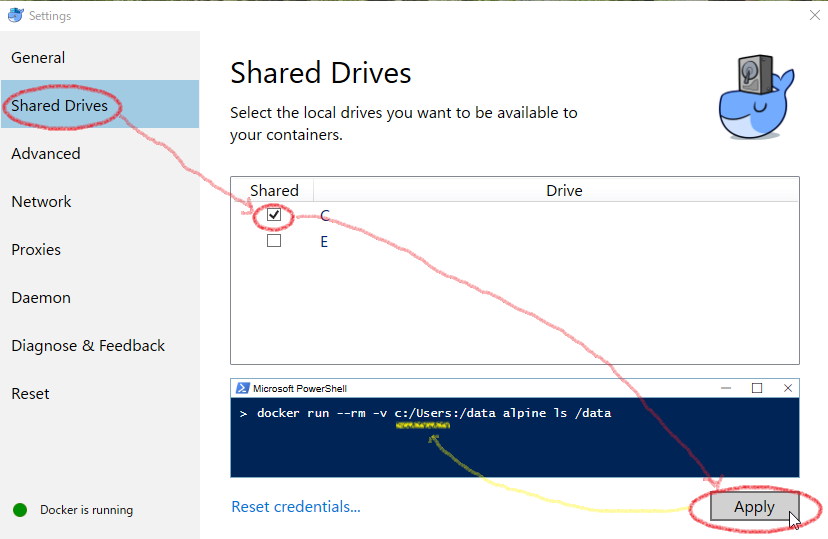 Settings
General
Shared Drives
Advanced
Network
Proxies
Daemon
Diagnose & Feedback
Reset
Docker is running
Shared Drives
Select the local drives you want to be available to
your containers.
Shared Drive
C
E
Microsoft PowerShell
> docker run --rm -v c:/Users:/data alpine ls /data
Reset credentials...
Apply